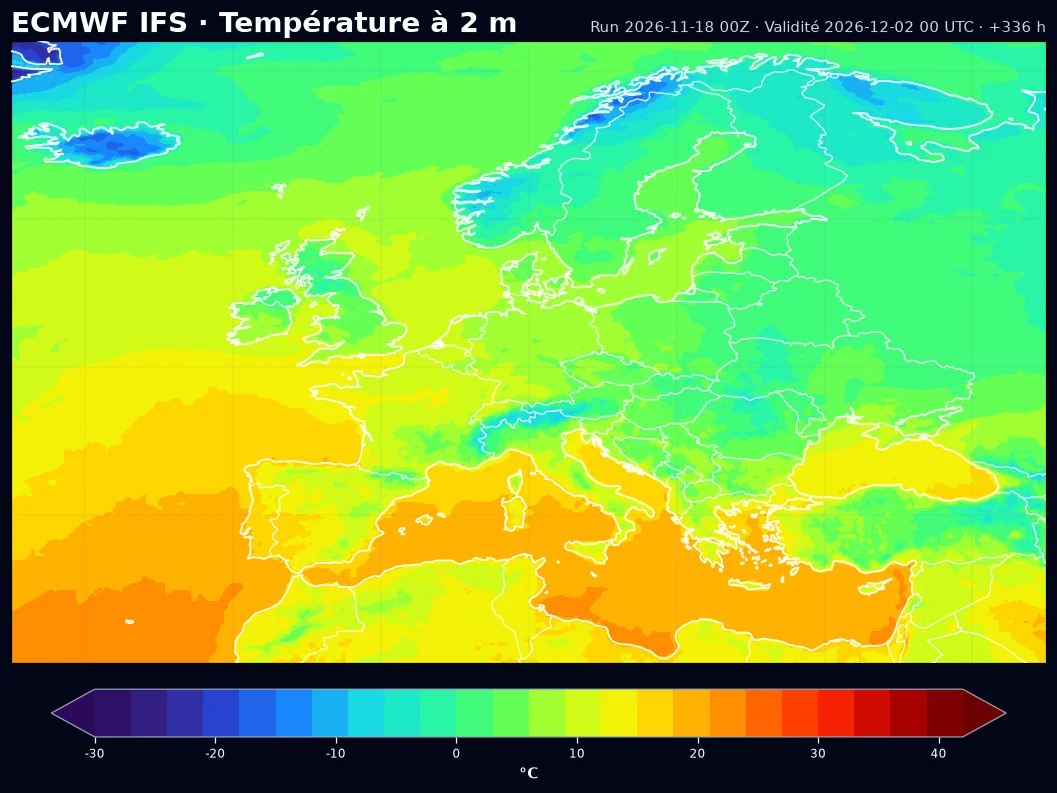 ECMWF IFS · Température à 2 m
Run 2026-11-18 00Z · Validité 2026-12-02 00 UTC · +336 h
-30 -20 -10 0 10 20 30 40
°C